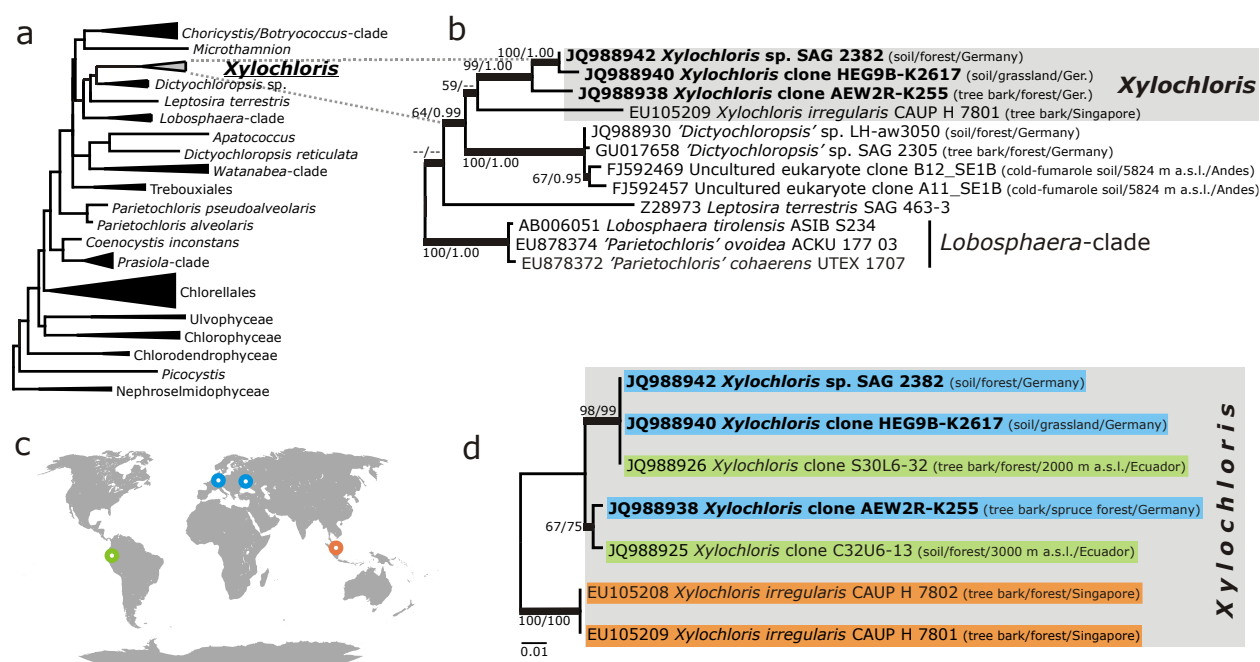 a
Choricystis/Botryococcus-clade
Microthamnion
Xylochloris
Dictyochloropsis sp.
Leptosira terrestris
Lobosphaera-clade
Apatococcus
Dictyochloropsis reticulata
Watanabea-clade
Trebouxiales
Parietochloris pseudoalveolaris
Parietochloris alveolaris
Coenocystis inconstans
Prasiola-clade
Chlorellales
Ulvophyceae
Chlorophyceae
Chlorodendrophyceae
Picocystis
Nephroselmidophyceae
b
100/1.00
JQ988942 Xylochloris sp. SAG 2382 (soil/forest/Germany)
99/1.00
JQ988940 Xylochloris clone HEG9B-K2617 (soil/grassland/Ger.)
59/--
JQ988938 Xylochloris clone AEW2R-K255 (tree bark/forest/Ger.)
Xylochloris
64/0.99
EU105209 Xylochloris irregularis CAUP H 7801 (tree bark/Singapore)
JQ988930 'Dictyochloropsis' sp. LH-aw3050 (soil/forest/Germany)
--/--
GU017658 'Dictyochloropsis' sp. SAG 2305 (tree bark/forest/Germany)
100/1.00
FJ592469 Uncultured eukaryote clone B12_SE1B (cold-fumarole soil/5824 m a.s.l./Andes)
67/0.95
FJ592457 Uncultured eukaryote clone A11_SE1B (cold-fumarole soil/5824 m a.s.l./Andes)
Z28973 Leptosira terrestris SAG 463-3
AB006051 Lobosphaera tirolensis ASIB S234
EU878374 'Parietochloris' ovoidea ACKU 177 03
Lobosphaera-clade
100/1.00
EU878372 'Parietochloris' cohaerens UTEX 1707
c
d
JQ988942 Xylochloris sp. SAG 2382 (soil/forest/Germany)
98/99
JQ988940 Xylochloris clone HEG9B-K2617 (soil/grassland/Germany)
JQ988926 Xylochloris clone S30L6-32 (tree bark/forest/2000 m a.s.l./Ecuador)
JQ988938 Xylochloris clone AEW2R-K255 (tree bark/spruce forest/Germany)
67/75
JQ988925 Xylochloris clone C32U6-13 (soil/forest/3000 m a.s.l./Ecuador)
EU105208 Xylochloris irregularis CAUP H 7802 (tree bark/forest/Singapore)
100/100
EU105209 Xylochloris irregularis CAUP H 7801 (tree bark/forest/Singapore)
0.01
Xylochloris